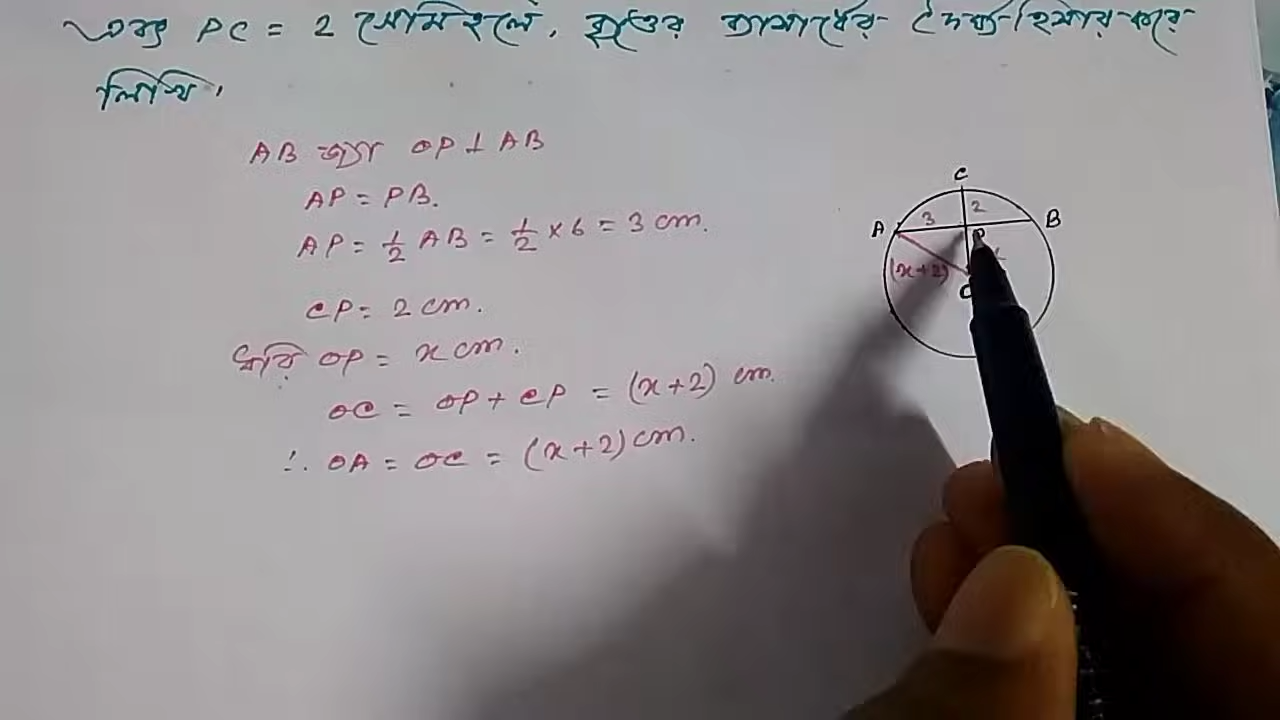 এবং PC = 2 সেমি হলে, বৃত্তের ব্যাসার্ধের দৈর্ঘ্য হিসাব করে
লিখি।
AB জ্যা OP ⊥ AB
AP = PB.
AP = 1/2 AB = 1/2 × 6 = 3 cm.
CP = 2 cm.
ধরি OP = x cm.
OC = OP + CP = (x+2) cm.
∴ OA = OC = (x+2) cm.
C
A 3 2 B
P
(x+2) x